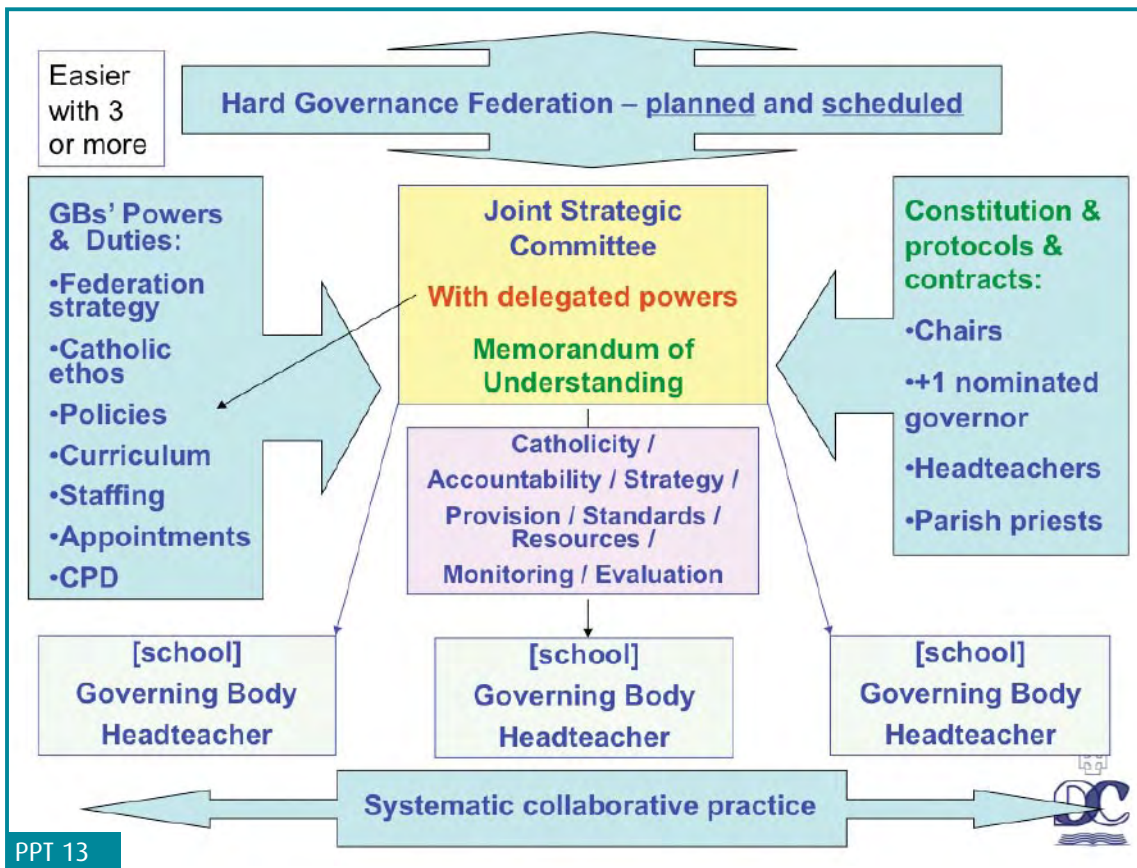 Easier
with 3
or more
Hard Governance Federation – planned and scheduled
GBs' Powers
& Duties:
•Federation
strategy
•Catholic
ethos
•Policies
•Curriculum
•Staffing
•Appointments
•CPD
Joint Strategic
Committee
With delegated powers
Memorandum of
Understanding
Constitution &
protocols &
contracts:
•Chairs
•+1 nominated
governor
•Headteachers
•Parish priests
Catholicity /
Accountability / Strategy /
Provision / Standards /
Resources /
Monitoring / Evaluation
[school]
Governing Body
Headteacher
[school]
Governing Body
Headteacher
[school]
Governing Body
Headteacher
Systematic collaborative practice
DC
PPT 13